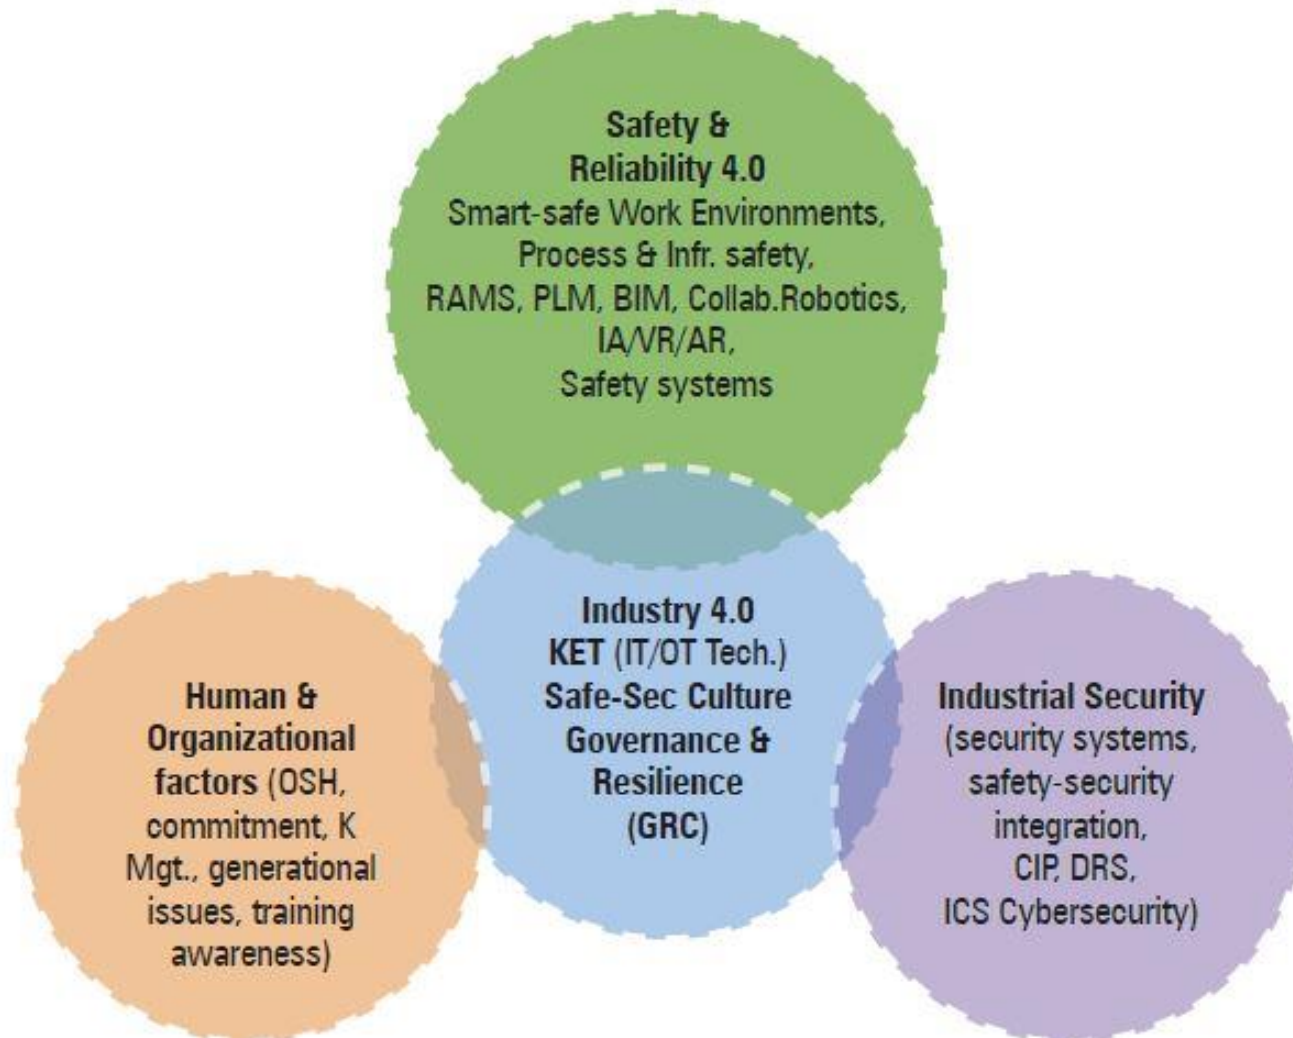 Safety &
Reliability 4.0
Smart-safe Work Environments,
Process & Infr. safety,
RAMS, PLM, BIM, Collab.Robotics,
IA/VR/AR,
Safety systems
Industry 4.0
KET (IT/OT Tech.)
Safe-Sec Culture
Governance &
Resilience
(GRC)
Human &
Organizational
factors (OSH,
commitment, K
Mgt., generational
issues, training
awareness)
Industrial Security
(security systems,
safety-security
integration,
CIP, DRS,
ICS Cybersecurity)